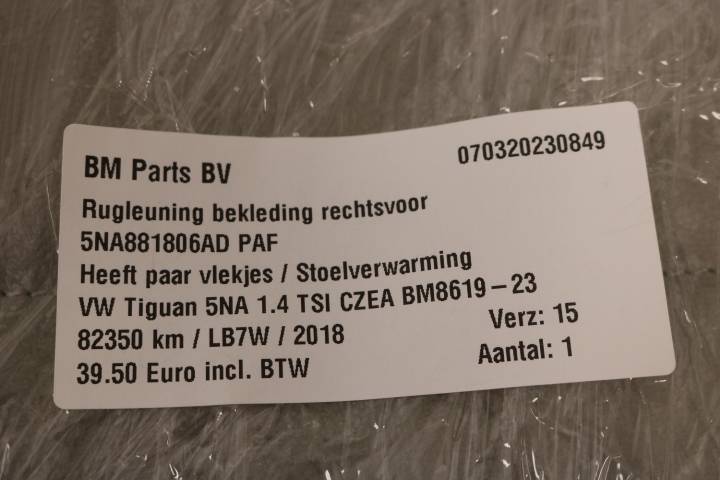 BM Parts BV
070320230849
Rugleuning bekleding rechtsvoor
5NA881806AD PAF
Heeft paar vlekjes / Stoelverwarming
VW Tiguan 5NA 1.4 TSI CZEA BM8619-23
82350 km / LB7W / 2018
Verz: 15
39.50 Euro incl. BTW
Aantal: 1